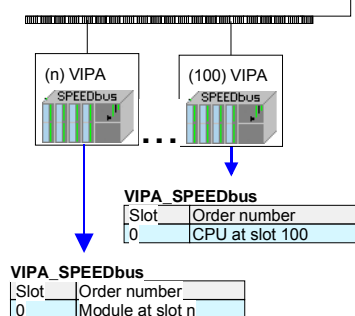 (n) VIPA (100) VIPA
SPEEDbus SPEEDbus
...
VIPA_SPEEDbus
Slot Order number
0 CPU at slot 100
VIPA_SPEEDbus
Slot Order number
0 Module at slot n